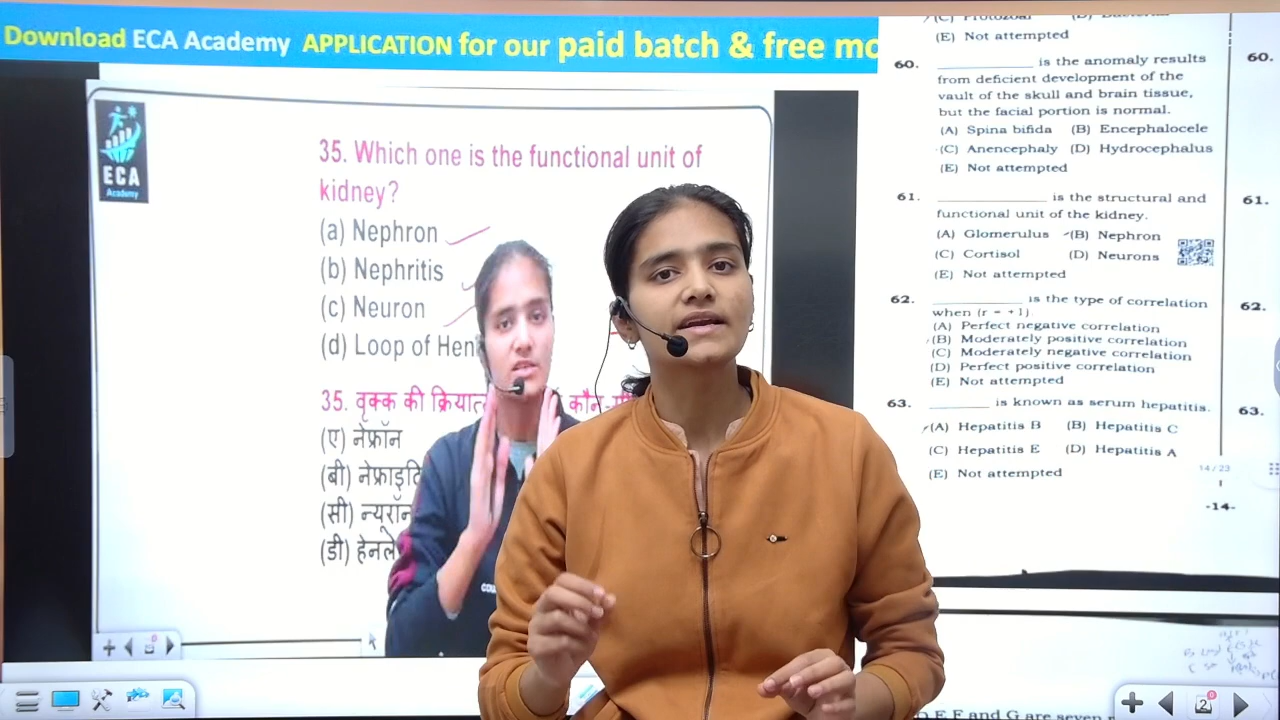 Download ECA Academy APPLICATION for our paid batch & free mo
ECA
Academy
35. Which one is the functional unit of
kidney?
(a) Nephron
(b) Nephritis
(c) Neuron
(d) Loop of Hen
35. वृक्क की
(ए) नेफ्रॉन
(बी)
(सी) न्यूरॉन
(डी) हेनले
(E) Not attempted
60. ____________ is the anomaly results
from deficient development of the
vault of the skull and brain tissue,
but the facial portion is normal.
(A) Spina bifida (B) Encephalocele
(C) Anencephaly (D) Hydrocephalus
(E) Not attempted
61. ____________ is the structural and
functional unit of the kidney.
(A) Glomerulus (B) Nephron
(C) Cortisol (D) Neurons
(E) Not attempted
62. ____________ is the type of correlation
when (r = +1)
(A) Perfect negative correlation
(B) Moderately positive correlation
(C) Moderately negative correlation
(D) Perfect positive correlation
(E) Not attempted
63. ________ is known as serum hepatitis.
(A) Hepatitis B (B) Hepatitis C
(C) Hepatitis E (D) Hepatitis A
(E) Not attempted
14 / 23
-14-
60.
61.
62.
63.
2
D E F and G are seven